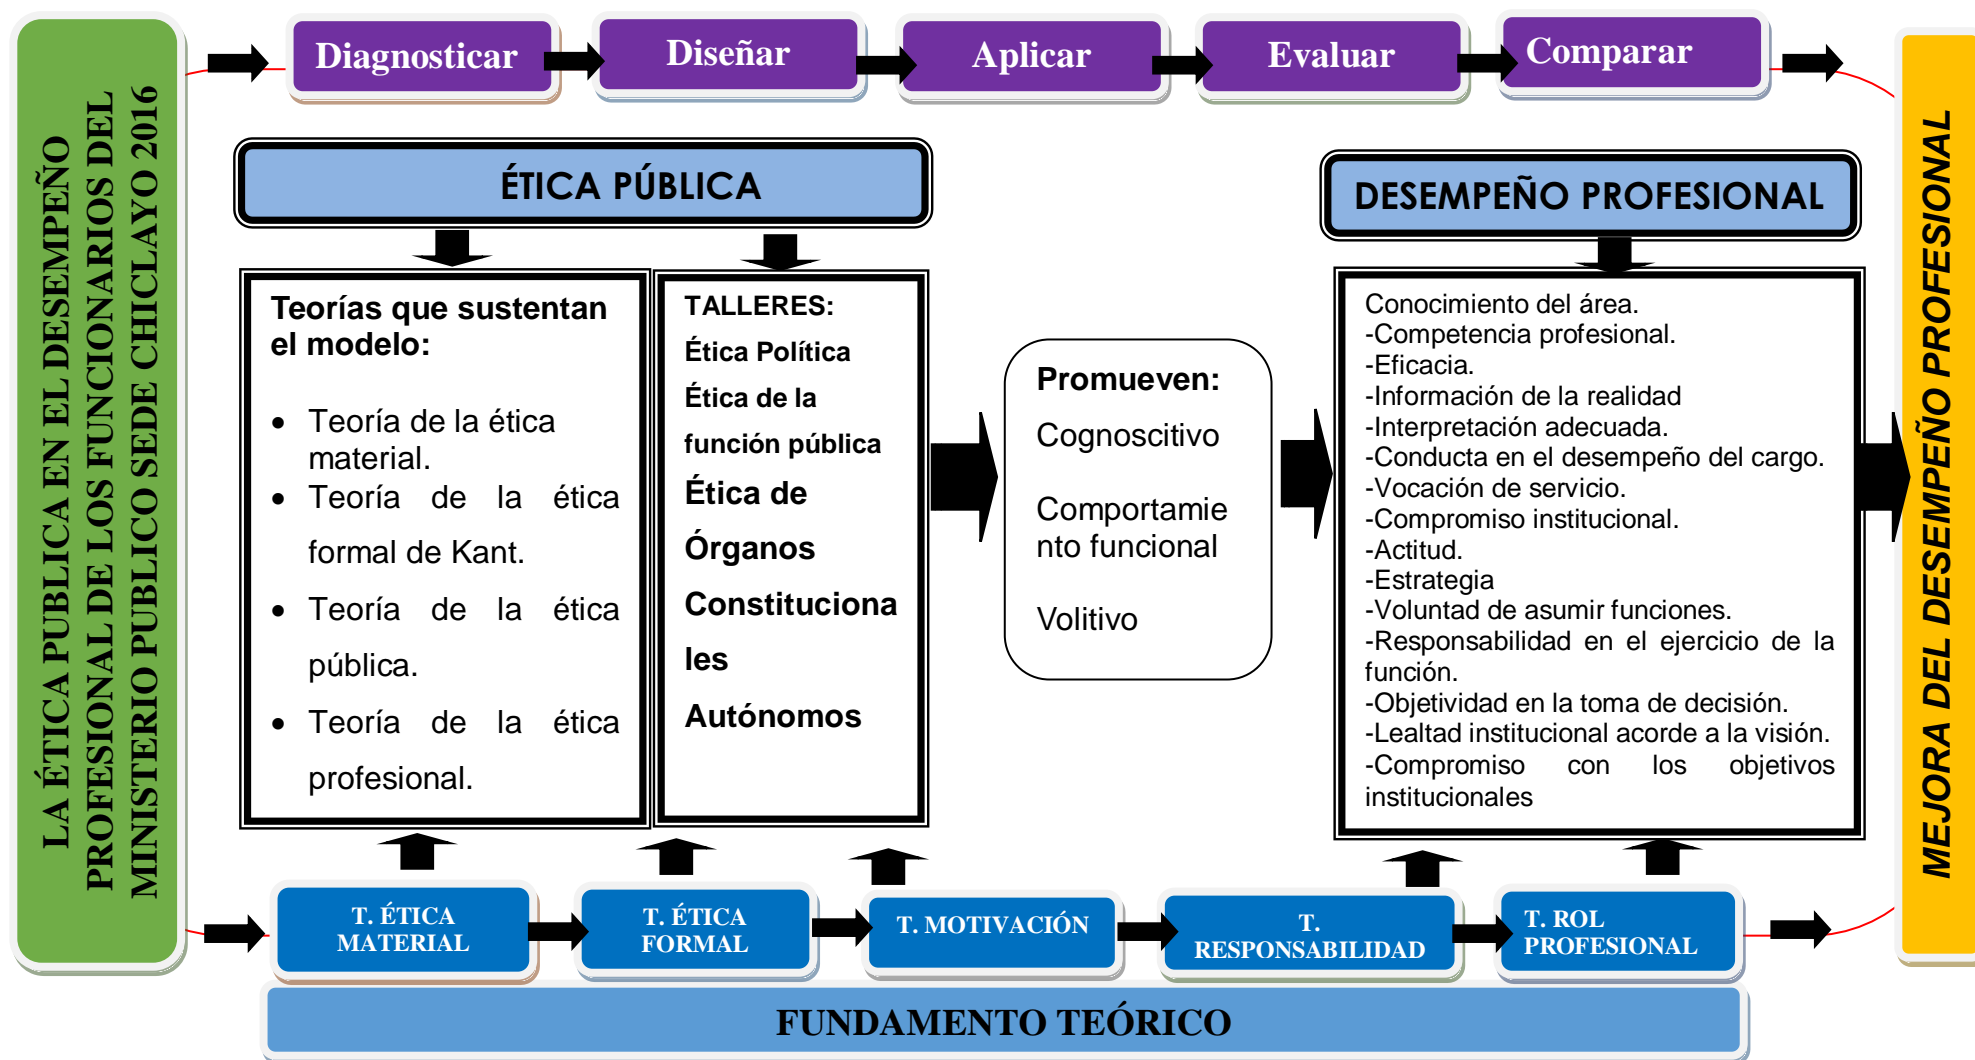 LA ÉTICA PUBLICA EN EL DESEMPEÑO
PROFESIONAL DE LOS FUNCIONARIOS DEL
MINISTERIO PUBLICO SEDE CHICLAYO 2016
Diagnosticar
Diseñar
Aplicar
Evaluar
Comparar
ÉTICA PÚBLICA
Teorías que sustentan
el modelo:
• Teoría de la ética
material.
• Teoría de la ética
formal de Kant.
• Teoría de la ética
pública.
• Teoría de la ética
profesional.
TALLERES:
Ética Política
Ética de la
función pública
Ética de
Órganos
Constituciona
les
Autónomos
Promueven:
Cognoscitivo
Comportamie
nto funcional
Volitivo
DESEMPEÑO PROFESIONAL
Conocimiento del área.
-Competencia profesional.
-Eficacia.
-Información de la realidad
-Interpretación adecuada.
-Conducta en el desempeño del cargo.
-Vocación de servicio.
-Compromiso institucional.
-Actitud.
-Estrategia
-Voluntad de asumir funciones.
-Responsabilidad en el ejercicio de la
función.
-Objetividad en la toma de decisión.
-Lealtad institucional acorde a la visión.
-Compromiso con los objetivos
institucionales
MEJORA DEL DESEMPEÑO PROFESIONAL
T. ÉTICA
MATERIAL
T. ÉTICA
FORMAL
T. MOTIVACIÓN
T.
RESPONSABILIDAD
T. ROL
PROFESIONAL
FUNDAMENTO TEÓRICO